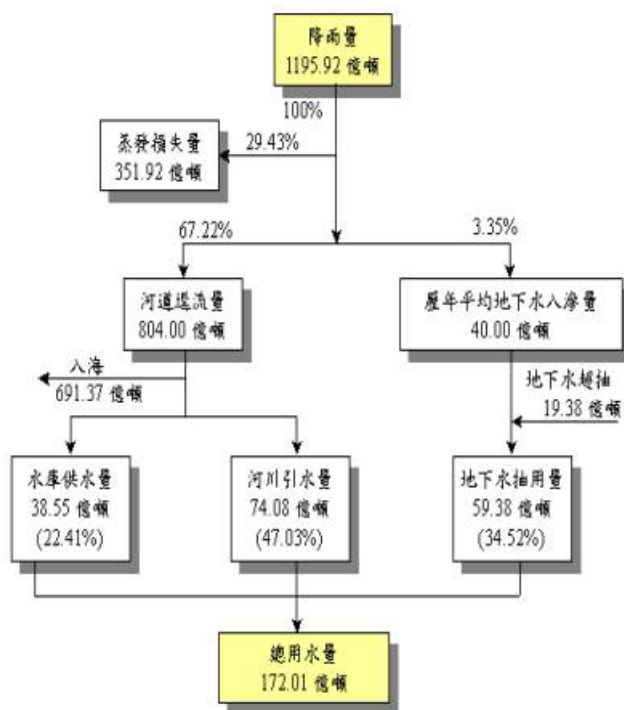 降雨量
1195.92 億噸
100%
蒸發損失量
351.92 億噸
29.43%
67.22%
3.35%
河道逕流量
804.00 億噸
歷年平均地下水入滲量
40.00 億噸
入海
691.37 億噸
地下水超抽
19.38 億噸
水庫供水量
38.55 億噸
(22.41%)
河川引水量
74.08 億噸
(47.03%)
地下水抽用量
59.38 億噸
(34.52%)
總用水量
172.01 億噸